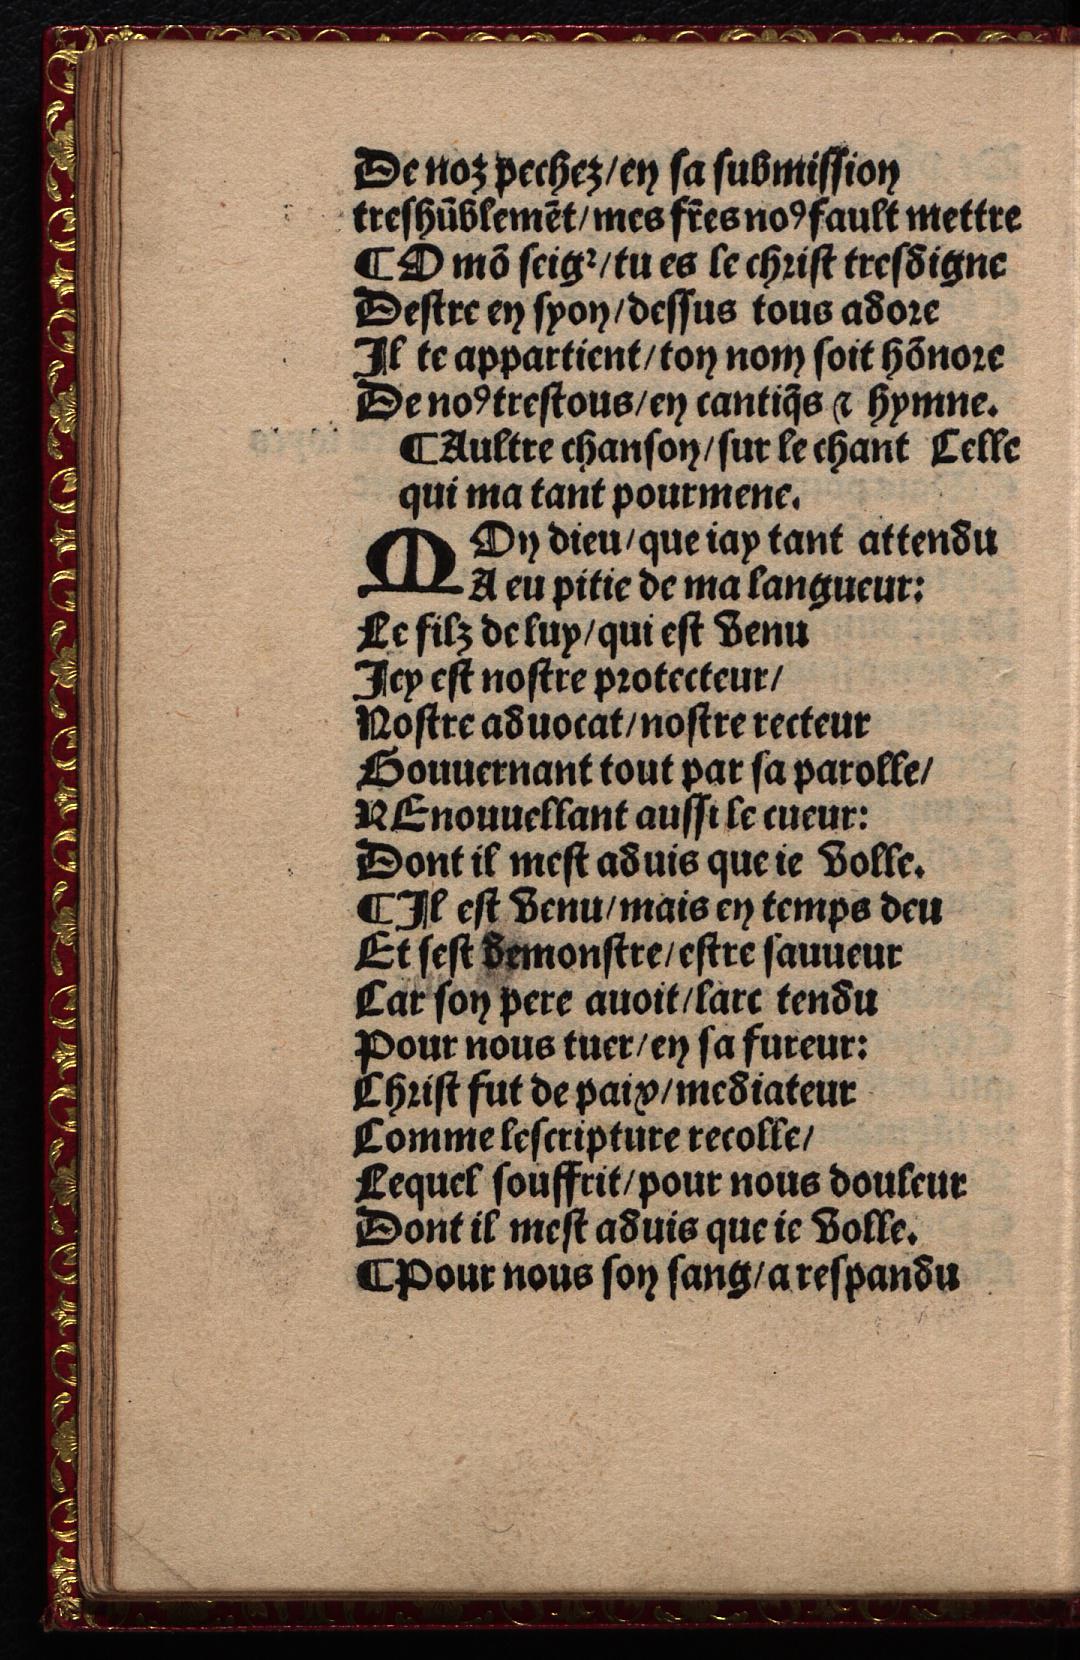 De noz pechez/en sa submission
treshūblemēt/mes fr̄es noꝰ fault mettre
¶O mō seigr/tu es le christ tresdigne
Destre en syon/dessus tous adore
Il te appartient/ton nom soit hōnore
De noꝰ trestous/en cantiq̄s ⁊ hymne.
¶Aultre chanson/sur le chant Celle
qui ma tant pourmene.
MOn dieu/que iay tant attendu
A eu pitie de ma langueur:
Le filz de luy/qui est venu
Icy est nostre protecteur/
Nostre aduocat/nostre recteur
Gouuernant tout par sa parolle/
REnouuellant aussi le cueur:
Dont il mest aduis que ie volle.
¶Il est venu/mais en temps deu
Et sest demonstre/estre sauueur
Car son pere auoit/larc tendu
Pour nous tuer/en sa fureur:
Christ fut de paix/mediateur
Comme lescripture recolle/
Lequel souffrit/pour nous douleur
Dont il mest aduis que ie volle.
¶Pour nous son sang/a respandu